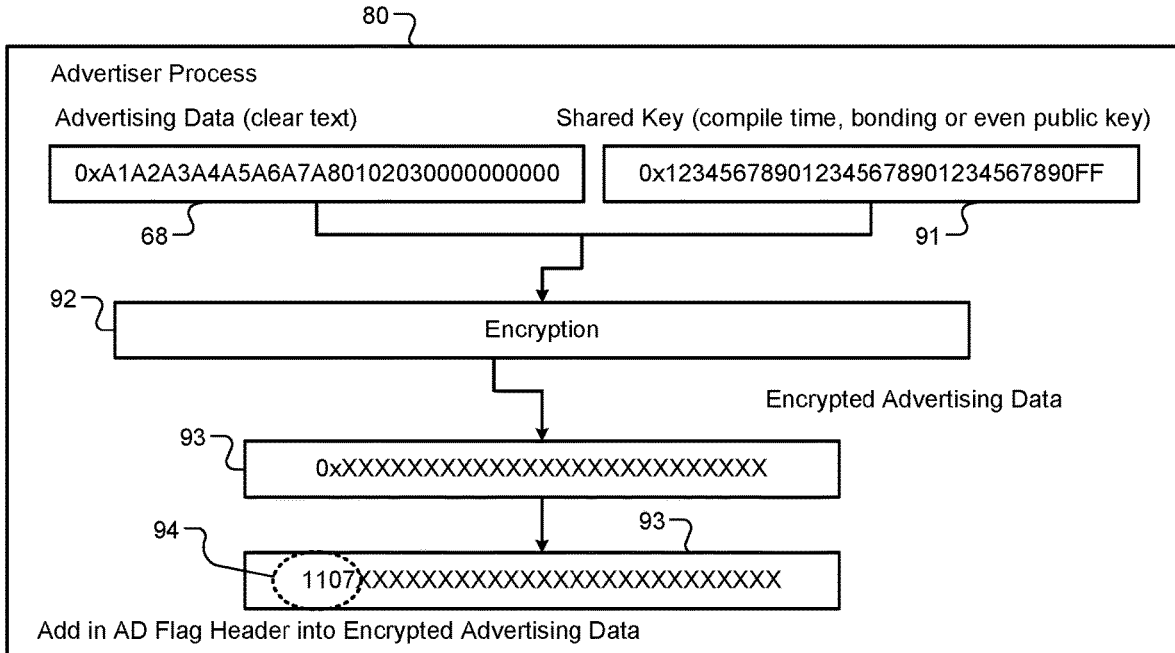 80
Advertiser Process
Advertising Data (clear text)
Shared Key (compile time, bonding or even public key)
0xA1A2A3A4A5A6A7A80102030000000000
0x123456789012345678901234567890FF
68
91
92
Encryption
Encrypted Advertising Data
93
0xXXXXXXXXXXXXXXXXXXXXXXXXXX
94
93
1107XXXXXXXXXXXXXXXXXXXXXXXXXX
Add in AD Flag Header into Encrypted Advertising Data